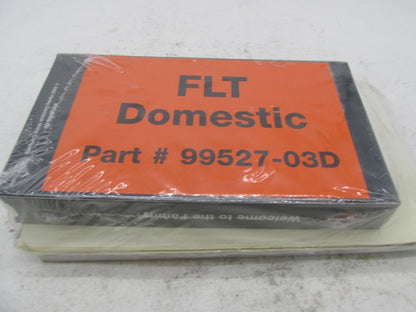 FLT
Domestic
Part # 99527-03D
Welcome to the Family!